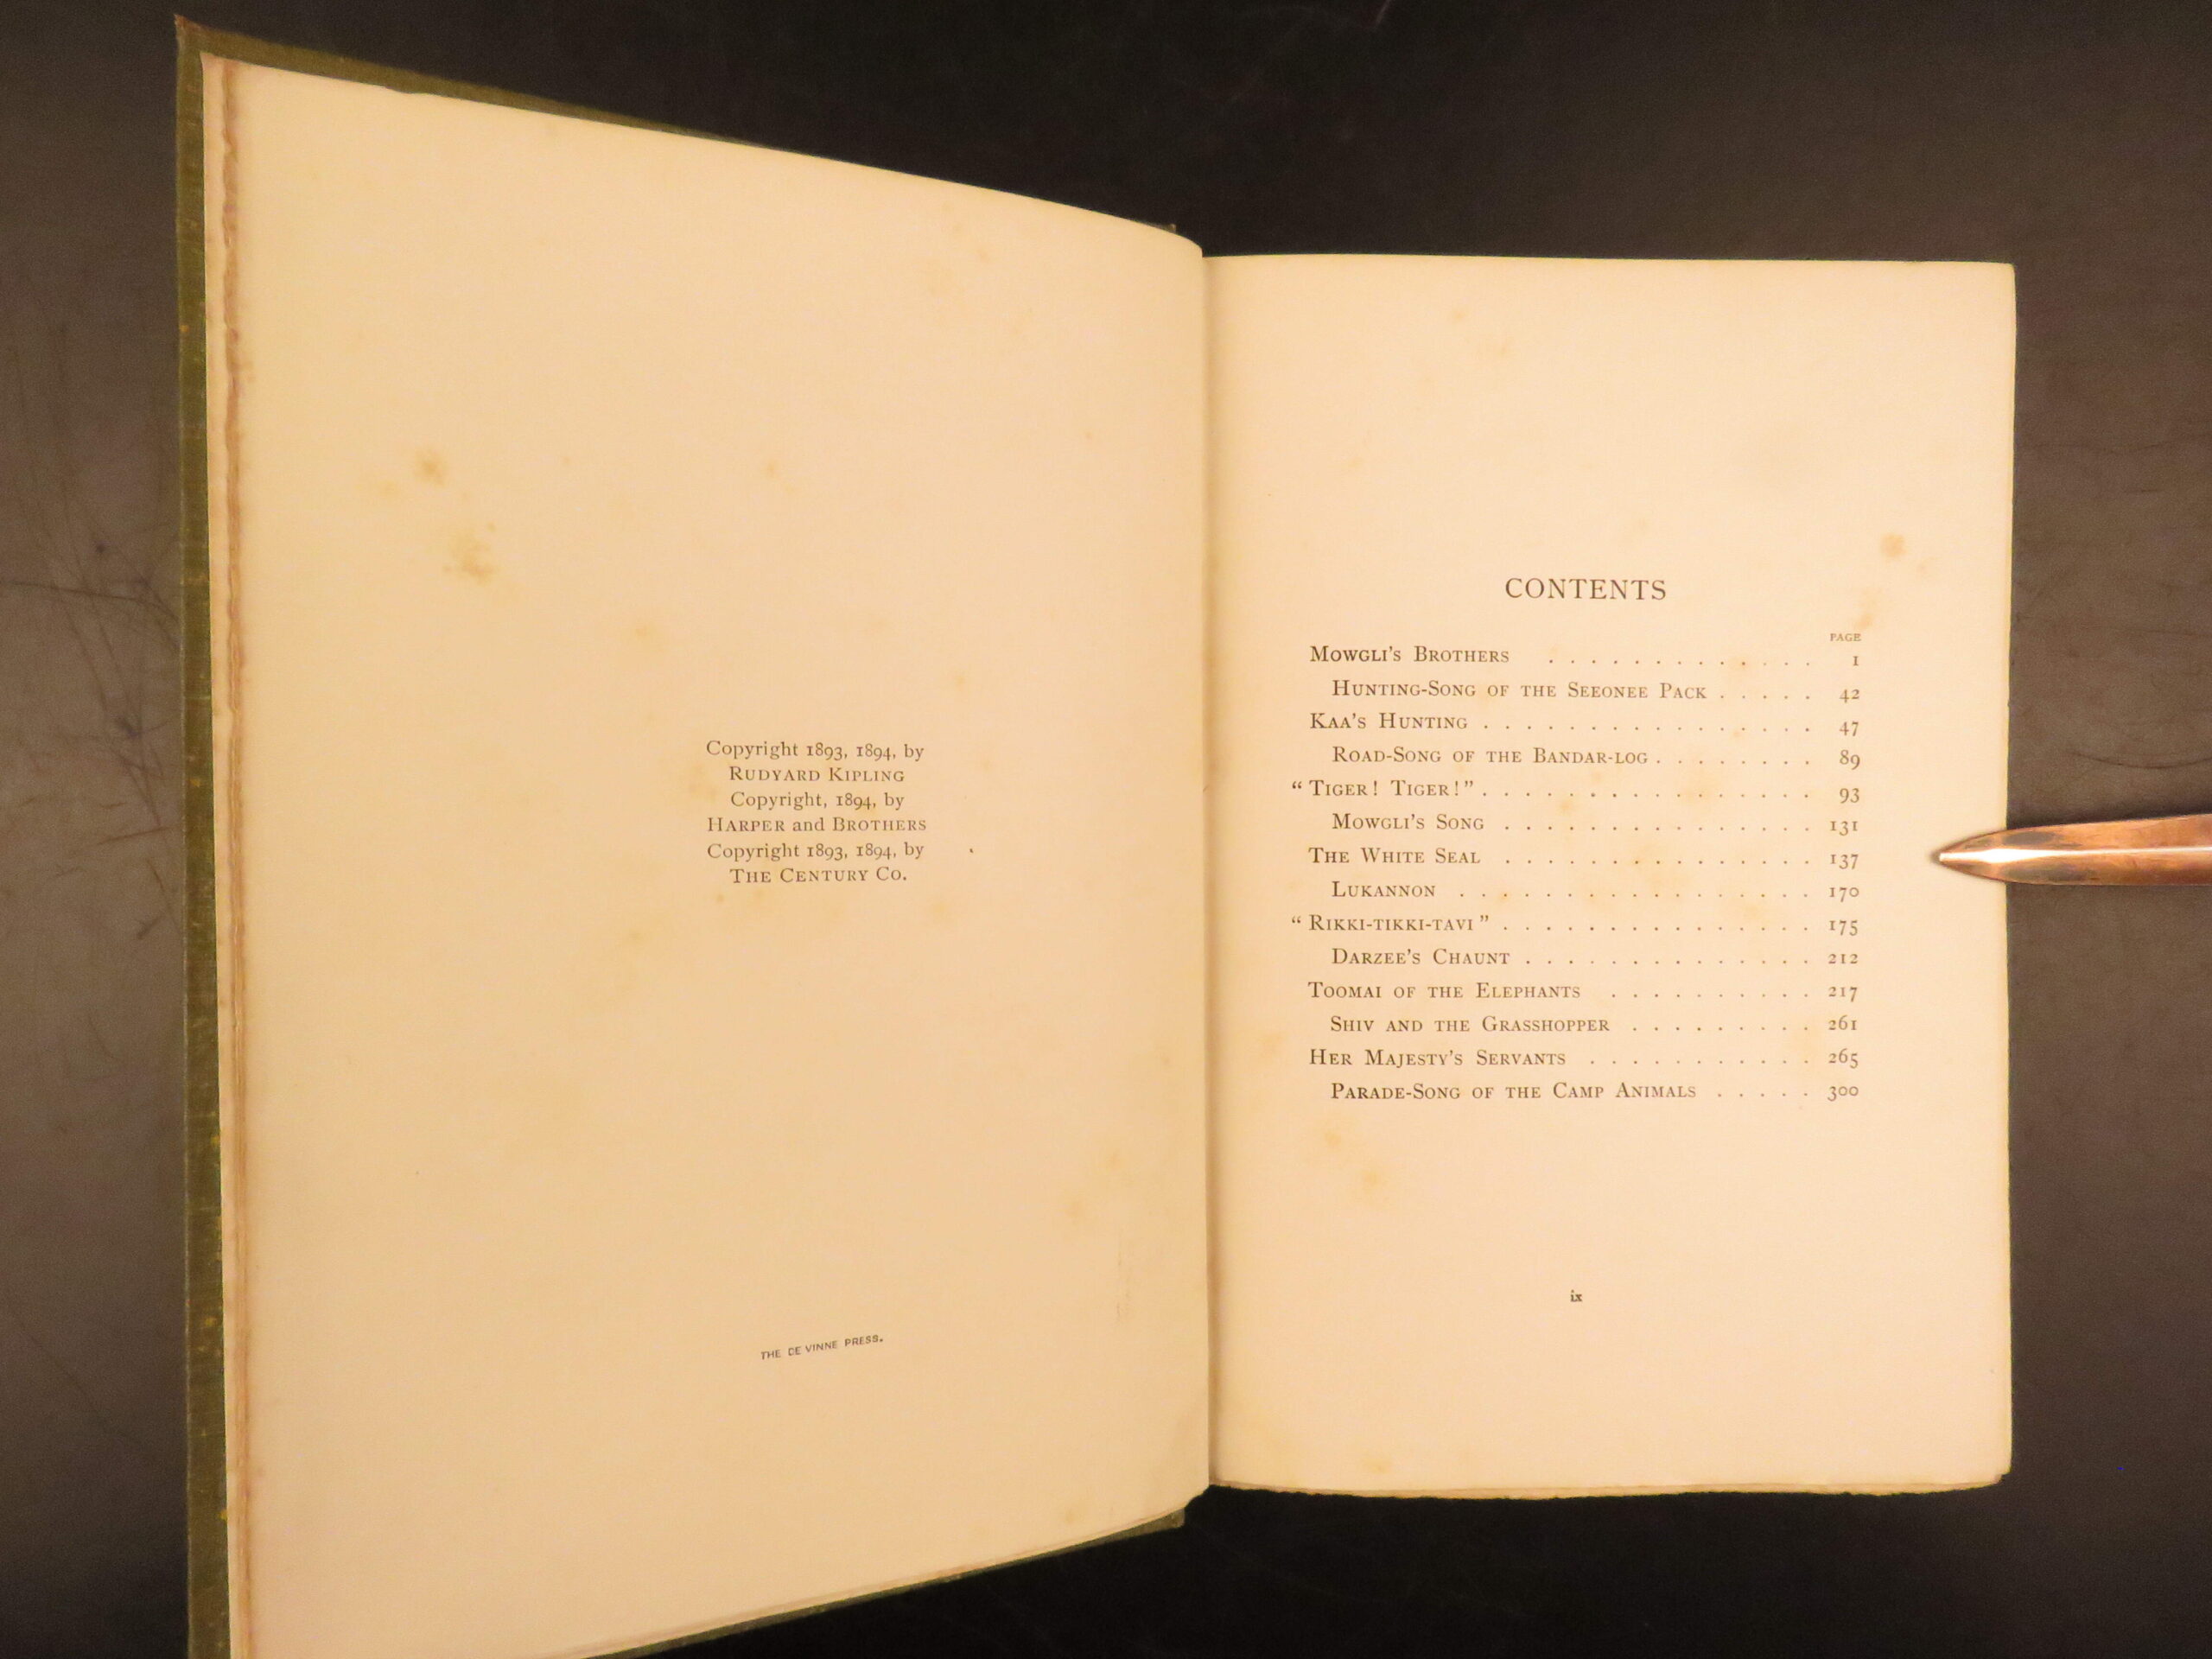 Copyright 1893, 1894, by
RUDYARD KIPLING
Copyright, 1894, by
HARPER and BROTHERS
Copyright 1893, 1894, by
THE CENTURY CO.
THE DE VINNE PRESS.
CONTENTS
PAGE
MOWGLI'S BROTHERS . . . . . . . . . . . . . 1
HUNTING-SONG OF THE SEEONEE PACK . . . . . 42
KAA'S HUNTING . . . . . . . . . . . . . . . . 47
ROAD-SONG OF THE BANDAR-LOG . . . . . . . . 89
"TIGER! TIGER!" . . . . . . . . . . . . . . . . 93
MOWGLI'S SONG . . . . . . . . . . . . . . . 131
THE WHITE SEAL . . . . . . . . . . . . . . . 137
LUKANNON . . . . . . . . . . . . . . . . . 170
"RIKKI-TIKKI-TAVI" . . . . . . . . . . . . . . . 175
DARZEE'S CHAUNT . . . . . . . . . . . . . . 212
TOOMAI OF THE ELEPHANTS . . . . . . . . . . 217
SHIV AND THE GRASSHOPPER . . . . . . . . . 261
HER MAJESTY'S SERVANTS . . . . . . . . . . . 265
PARADE-SONG OF THE CAMP ANIMALS . . . . . 300
ix